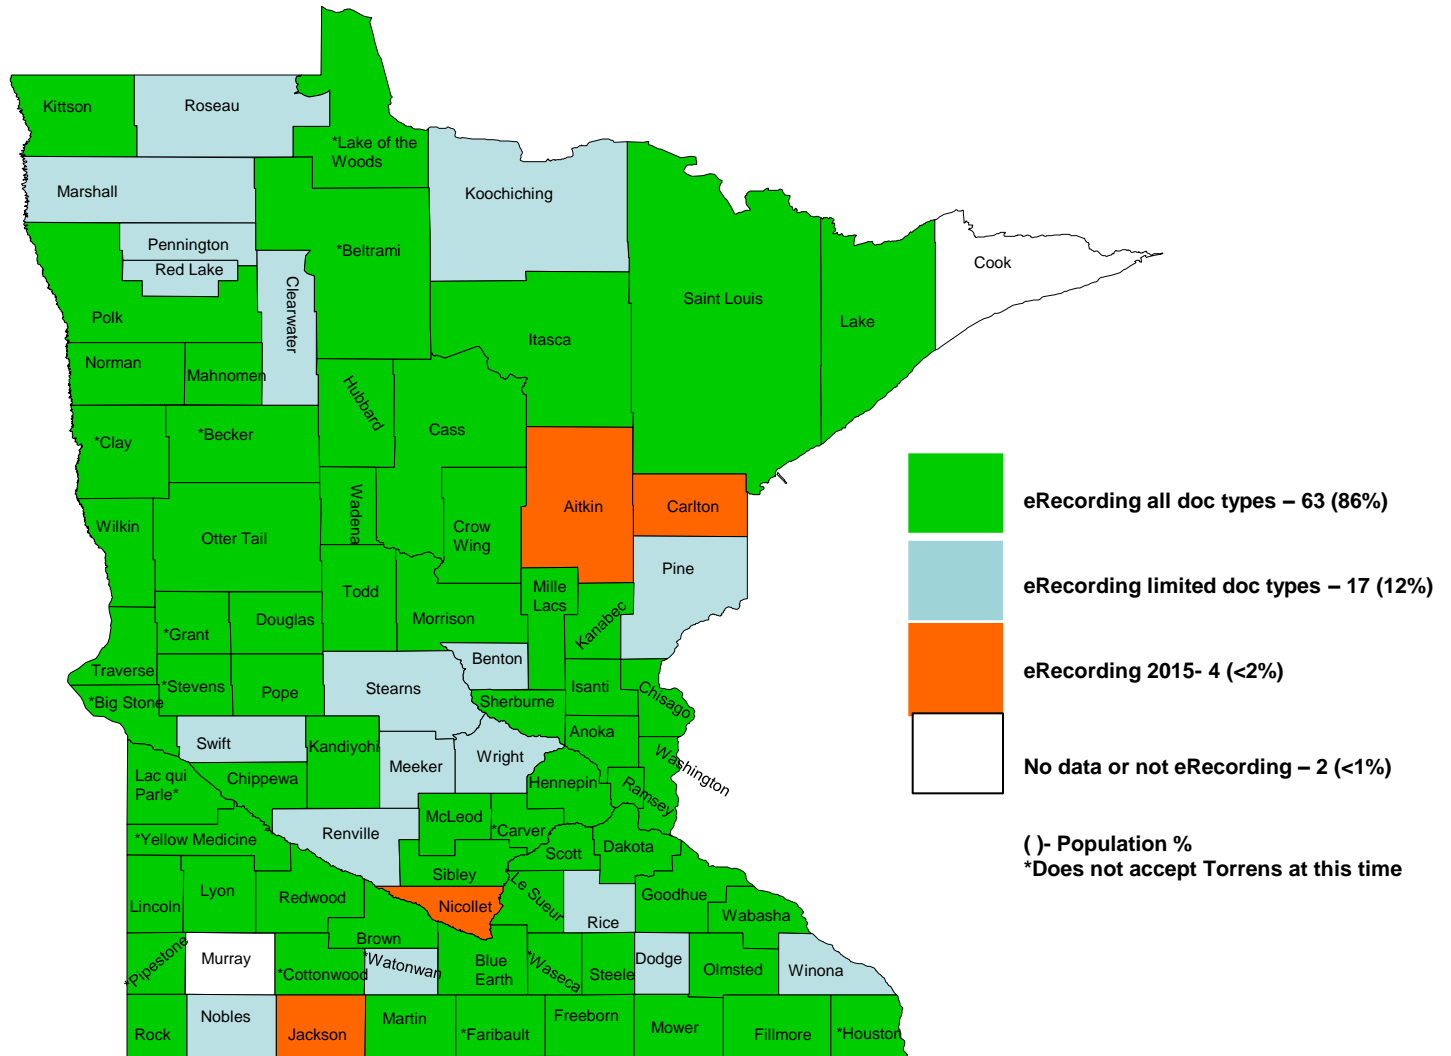 Kittson
Roseau
*Lake of the
Woods
Marshall
Koochiching
Pennington
*Beltrami
Red Lake
Clearwater
Cook
Saint Louis
Polk
Lake
Itasca
Norman
Mahnomen
Hubbard
Cass
*Clay
*Becker
Wadena
Aitkin
Carlton
Wilkin
Otter Tail
Crow
Wing
Pine
Todd
Mille
Lacs
Kanabec
Morrison
Douglas
*Grant
Benton
Traverse
*Stevens
Pope
Stearns
Isanti
Chisago
*Big Stone
Sherburne
Anoka
Swift
Kandiyohi
Wright
Washington
Meeker
Lac qui
Parle*
Chippewa
Hennepin
Ramsey
McLeod
*Carver
Renville
*Yellow Medicine
Scott
Dakota
Sibley
Lyon
Redwood
Le Sueur
Goodhue
Lincoln
Nicollet
Rice
Wabasha
Brown
*Pipestone
Murray
*Cottonwood
*Watonwan
Blue
Earth
*Waseca
Steele
Dodge
Olmsted
Winona
Rock
Nobles
Jackson
Martin
*Faribault
Freeborn
Mower
Fillmore
*Houston
eRecording all doc types – 63 (86%)
eRecording limited doc types – 17 (12%)
eRecording 2015- 4 (<2%)
No data or not eRecording – 2 (<1%)
( )- Population %
*Does not accept Torrens at this time